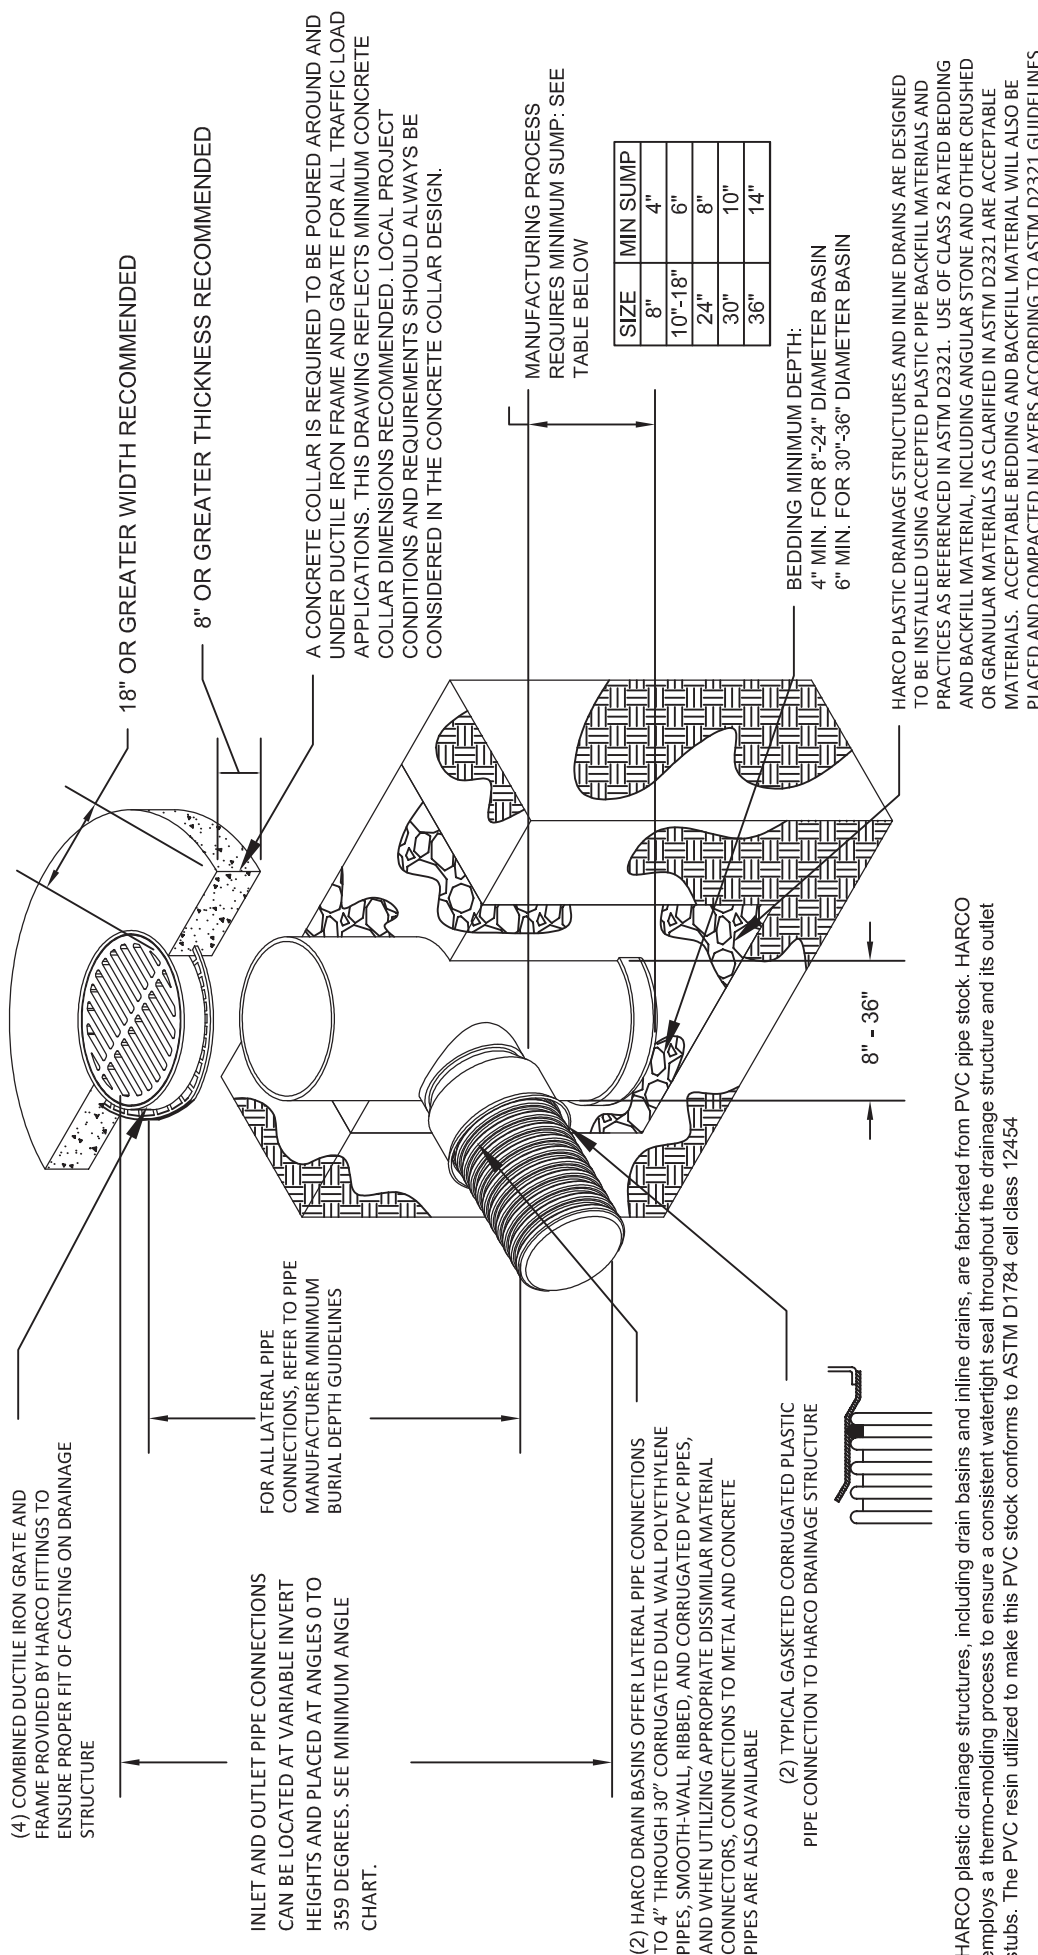 (4) COMBINED DUCTILE IRON GRATE AND
FRAME PROVIDED BY HARCO FITTINGS TO
ENSURE PROPER FIT OF CASTING ON DRAINAGE
STRUCTURE
18" OR GREATER WIDTH RECOMMENDED
8" OR GREATER THICKNESS RECOMMENDED
A CONCRETE COLLAR IS REQUIRED TO BE POURED AROUND AND
UNDER DUCTILE IRON FRAME AND GRATE FOR ALL TRAFFIC LOAD
APPLICATIONS. THIS DRAWING REFLECTS MINIMUM CONCRETE
COLLAR DIMENSIONS RECOMMENDED. LOCAL PROJECT
CONDITIONS AND REQUIREMENTS SHOULD ALWAYS BE
CONSIDERED IN THE CONCRETE COLLAR DESIGN.
FOR ALL LATERAL PIPE
CONNECTIONS, REFER TO PIPE
MANUFACTURER MINIMUM
BURIAL DEPTH GUIDELINES
INLET AND OUTLET PIPE CONNECTIONS
CAN BE LOCATED AT VARIABLE INVERT
HEIGHTS AND PLACED AT ANGLES 0 TO
359 DEGREES. SEE MINIMUM ANGLE
CHART.
MANUFACTURING PROCESS
REQUIRES MINIMUM SUMP: SEE
TABLE BELOW
SIZE MIN SUMP
8" 4"
10"-18" 6"
24" 8"
30" 10"
36" 14"
BEDDING MINIMUM DEPTH:
4" MIN. FOR 8"-24" DIAMETER BASIN
6" MIN. FOR 30"-36" DIAMETER BASIN
(2) HARCO DRAIN BASINS OFFER LATERAL PIPE CONNECTIONS
TO 4” THROUGH 30” CORRUGATED DUAL WALL POLYETHYLENE
PIPES, SMOOTH-WALL, RIBBED, AND CORRUGATED PVC PIPES,
AND WHEN UTILIZING APPROPRIATE DISSIMILAR MATERIAL
CONNECTORS, CONNECTIONS TO METAL AND CONCRETE
PIPES ARE ALSO AVAILABLE
(2) TYPICAL GASKETED CORRUGATED PLASTIC
PIPE CONNECTION TO HARCO DRAINAGE STRUCTURE
8" - 36"
HARCO PLASTIC DRAINAGE STRUCTURES AND INLINE DRAINS ARE DESIGNED
TO BE INSTALLED USING ACCEPTED PLASTIC PIPE BACKFILL MATERIALS AND
PRACTICES AS REFERENCED IN ASTM D2321. USE OF CLASS 2 RATED BEDDING
AND BACKFILL MATERIAL, INCLUDING ANGULAR STONE AND OTHER CRUSHED
OR GRANULAR MATERIALS AS CLARIFIED IN ASTM D2321 ARE ACCEPTABLE
MATERIALS. ACCEPTABLE BEDDING AND BACKFILL MATERIAL WILL ALSO BE
PLACED AND COMPACTED IN LAYERS ACCORDING TO ASTM D2321 GUIDELINES
HARCO plastic drainage structures, including drain basins and inline drains, are fabricated from PVC pipe stock. HARCO
employs a thermo-molding process to ensure a consistent watertight seal throughout the drainage structure and its outlet
stubs. The PVC resin utilized to make this PVC stock conforms to ASTM D1784 cell class 12454